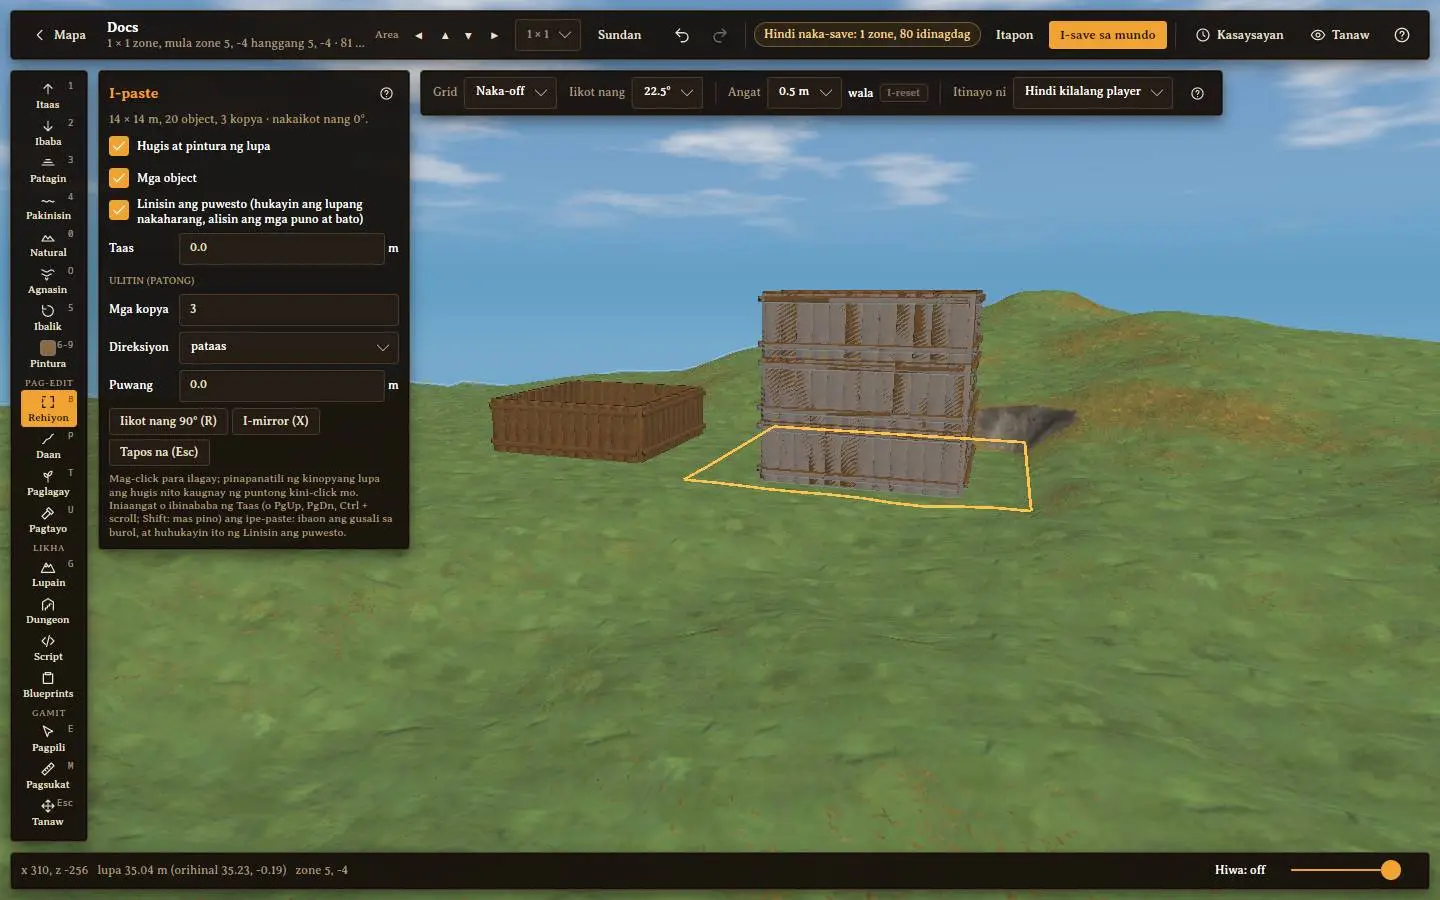 Mapa
Docs
1 × 1 zone, mula zone 5, -4 hanggang 5, -4 · 81 ...
Area
1 × 1
Sundan
Hindi naka-save: 1 zone, 80 idinagdag
Itapon
I-save sa mundo
Kasaysayan
Tanaw
1
Itaas
2
Ibaba
3
Patagin
4
Pakinisin
0
Natural
O
Agnasin
5
Ibalik
6-9
Pintura
PAG-EDIT
8
Rehiyon
P
Daan
T
Paglagay
U
Pagtayo
LIKHA
G
Lupain
Dungeon
Script
Blueprints
GAMIT
E
Pagpili
M
Pagsukat
Esc
Tanaw
I-paste
14 × 14 m, 20 object, 3 kopya · nakaikot nang 0°.
Hugis at pintura ng lupa
Mga object
Linisin ang puwesto (hukayin ang lupang
nakaharang, alisin ang mga puno at bato)
Taas 0.0 m
ULITIN (PATONG)
Mga kopya 3
Direksiyon pataas
Puwang 0.0 m
Iikot nang 90° (R) I-mirror (X)
Tapos na (Esc)
Mag-click para ilagay; pinapanatili ng kinopyang lupa
ang hugis nito kaugnay ng puntong kini-click mo.
Iniaangat o ibinababa ng Taas (o PgUp, PgDn, Ctrl +
scroll; Shift: mas pino) ang ipe-paste: ibaon ang gusali sa
burol, at huhukayin ito ng Linisin ang puwesto.
Grid Naka-off Iikot nang 22.5° Angat 0.5 m wala I-reset Itinayo ni Hindi kilalang player
x 310, z -256 lupa 35.04 m (orihinal 35.23, -0.19) zone 5, -4
Hiwa: off